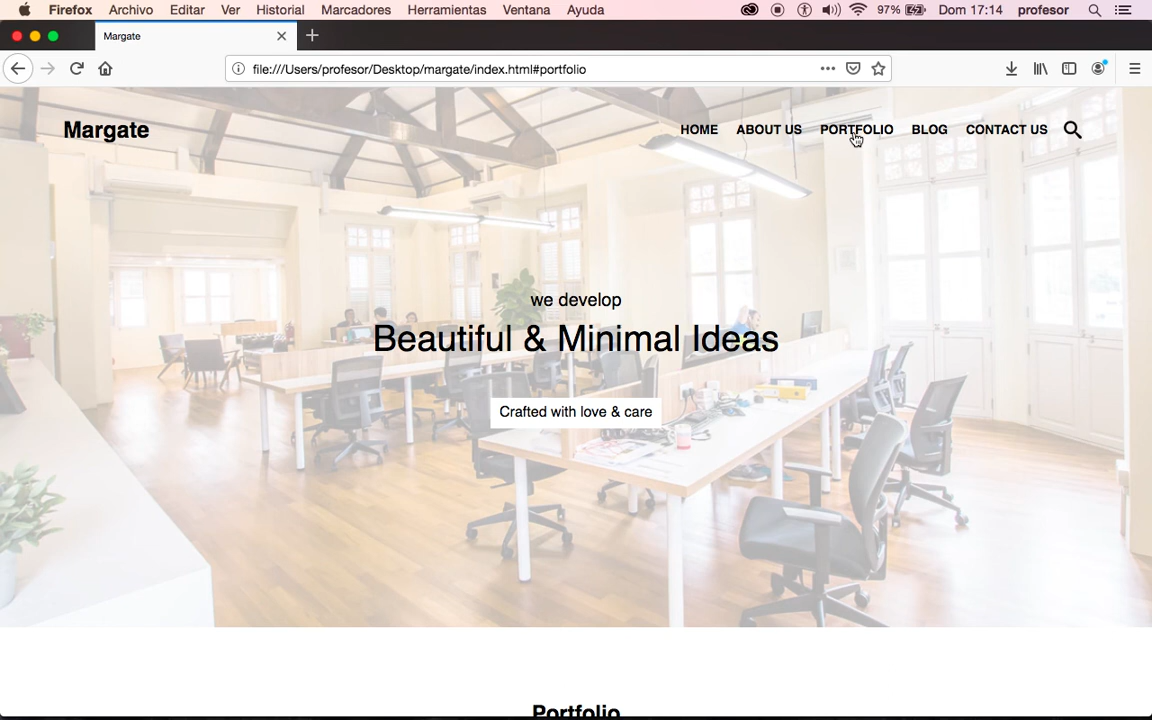 Firefox Archivo Editar Ver Historial Marcadores Herramientas Ventana Ayuda 97% Dom 17:14 profesor
Margate
file:///Users/profesor/Desktop/margate/index.html#portfolio
Margate HOME ABOUT US PORTFOLIO BLOG CONTACT US
we develop
Beautiful & Minimal Ideas
Crafted with love & care
Portfolio